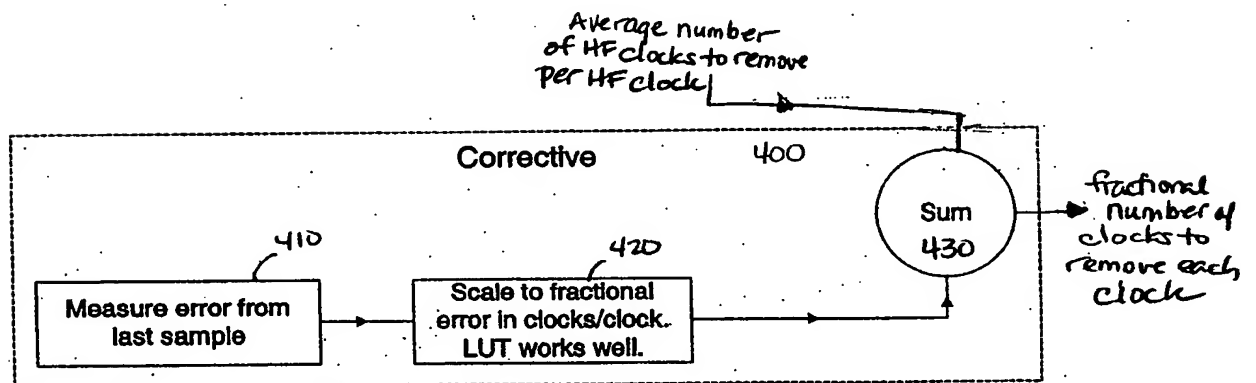 Average number
of HF clocks to remove
per HF clock
Corrective
400
Sum
430
fractional
number of
clocks to
remove each
clock
410
Measure error from
last sample
420
Scale to fractional
error in clocks/clock.
LUT works well.